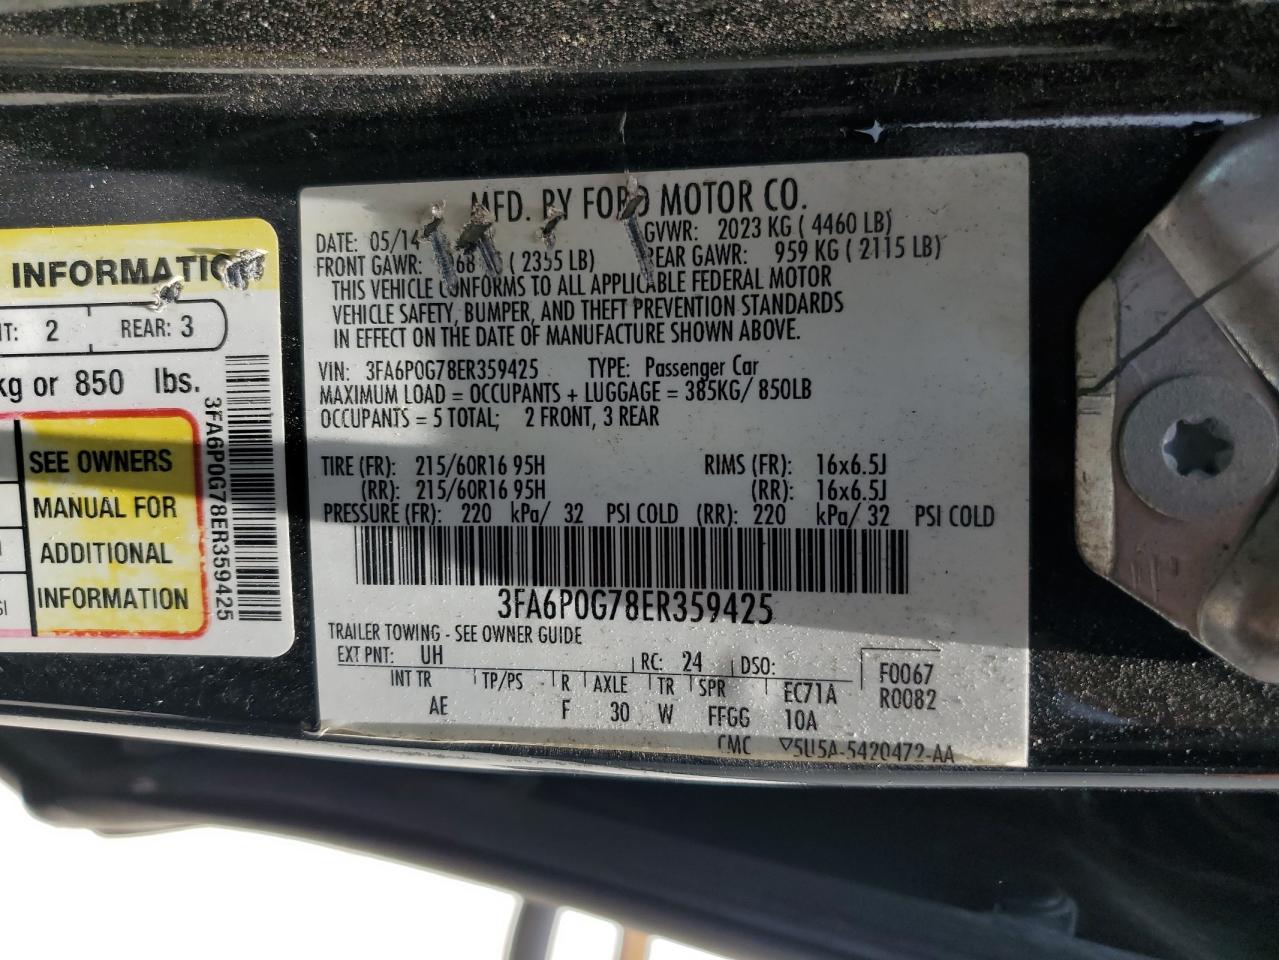 INFORMATION
T: 2 REAR: 3
kg or 850 lbs.
SEE OWNERS
MANUAL FOR
ADDITIONAL
INFORMATION
3FA6P0G78ER359425
MFD. BY FORD MOTOR CO.
DATE: 05/14 GVWR: 2023 KG ( 4460 LB)
FRONT GAWR: ( 2355 LB) REAR GAWR: 959 KG ( 2115 LB)
THIS VEHICLE CONFORMS TO ALL APPLICABLE FEDERAL MOTOR
VEHICLE SAFETY, BUMPER, AND THEFT PREVENTION STANDARDS
IN EFFECT ON THE DATE OF MANUFACTURE SHOWN ABOVE.
VIN: 3FA6P0G78ER359425 TYPE: Passenger Car
MAXIMUM LOAD = OCCUPANTS + LUGGAGE = 385KG/ 850LB
OCCUPANTS = 5 TOTAL; 2 FRONT, 3 REAR
TIRE (FR): 215/60R16 95H RIMS (FR): 16x6.5J
(RR): 215/60R16 95H (RR): 16x6.5J
PRESSURE (FR): 220 kPa/ 32 PSI COLD (RR): 220 kPa/ 32 PSI COLD
3FA6P0G78ER359425
TRAILER TOWING - SEE OWNER GUIDE
EXT PNT: UH RC: 24 DSO: F0067
INT TR TP/PS R AXLE TR SPR EC71A R0082
AE F 30 W FFGG 10A
CMC ▽5U5A-5420472-AA